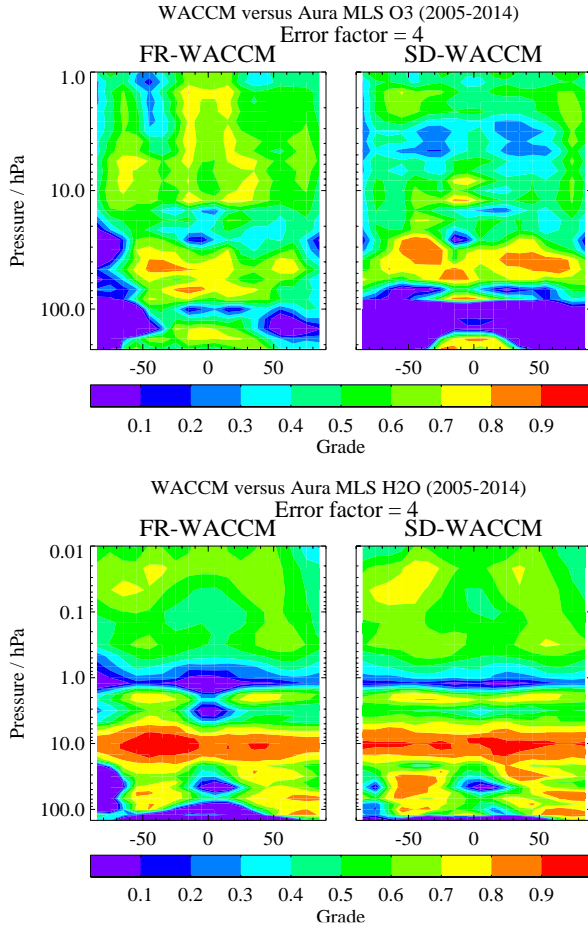 WACCM versus Aura MLS O3 (2005-2014)
Error factor = 4
FR-WACCM SD-WACCM
1.0
10.0
100.0
Pressure / hPa
-50 0 50 -50 0 50
0.1 0.2 0.3 0.4 0.5 0.6 0.7 0.8 0.9
Grade
WACCM versus Aura MLS H2O (2005-2014)
Error factor = 4
FR-WACCM SD-WACCM
0.01
0.1
1.0
10.0
100.0
Pressure / hPa
-50 0 50 -50 0 50
0.1 0.2 0.3 0.4 0.5 0.6 0.7 0.8 0.9
Grade